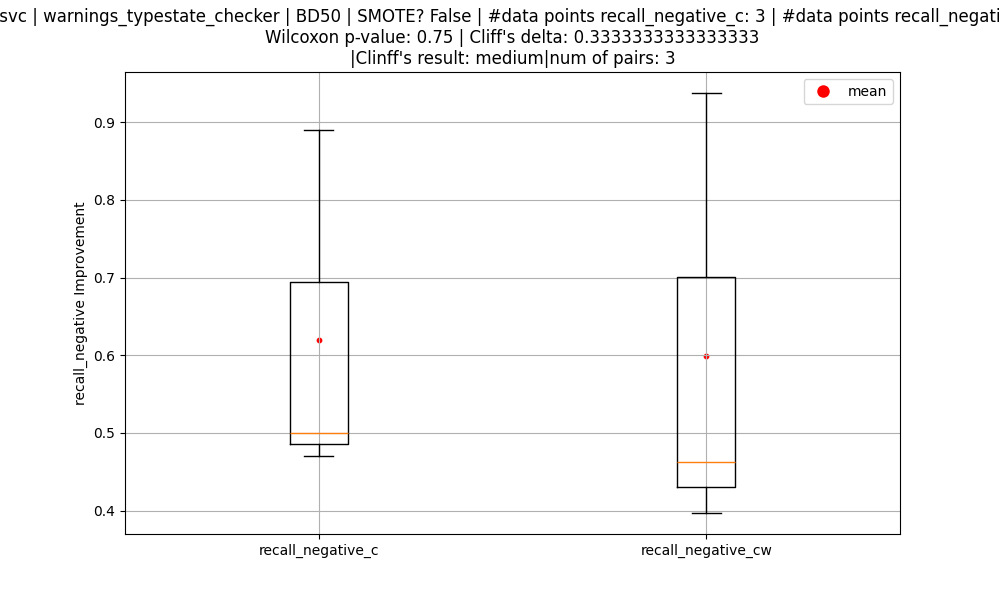 svc | warnings_typestate_checker | BD50 | SMOTE? False | #data points recall_negative_c: 3 | #data points
Wilcoxon p-value: 0.75 | Cliff's delta: 0.3333333333333333
|Clinff's result: medium|num of pairs: 3
mean
0.9
0.8
0.7
0.6
0.5
0.4
recall_negative Improvement
recall_negative_c
recall_negative_cw